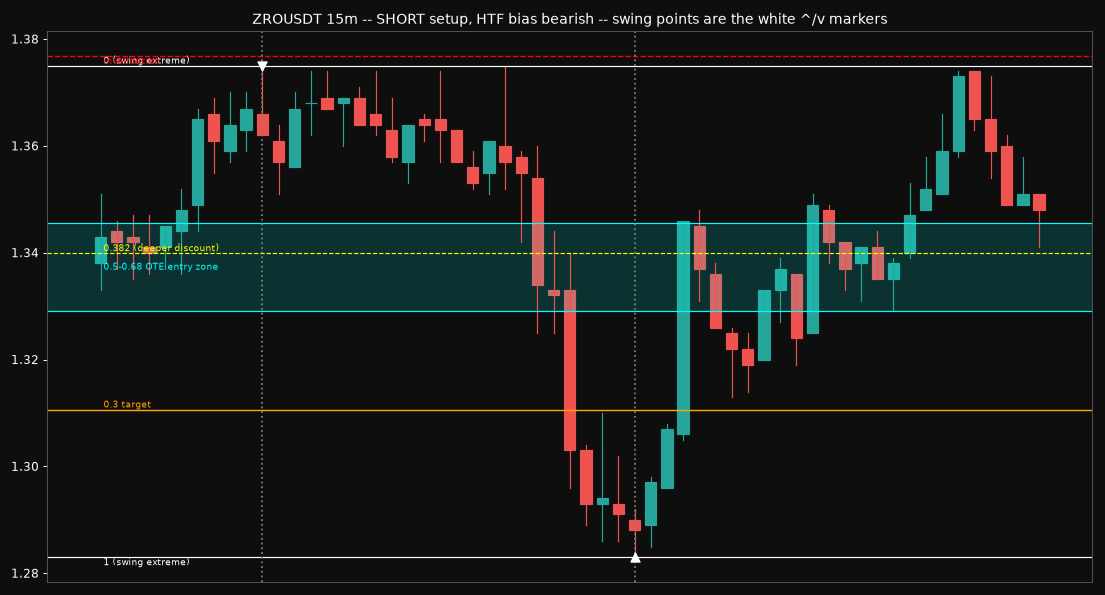 ZROUSDT 15m -- SHORT setup, HTF bias bearish -- swing points are the white ^/v markers
1.38
0 (swing extreme)
1.36
0.382 (deeper discount)
1.34
0.5-0.68 OTE entry zone
1.32
0.3 target
1.30
1 (swing extreme)
1.28